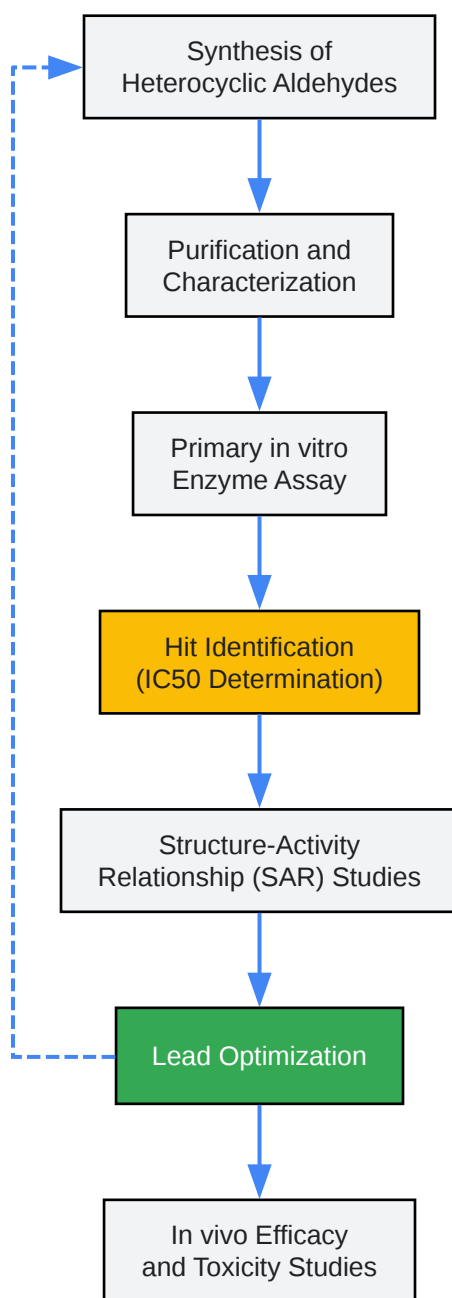 Synthesis of
Heterocyclic Aldehydes
Purification and
Characterization
Primary in vitro
Enzyme Assay
Hit Identification
(IC50 Determination)
Structure-Activity
Relationship (SAR) Studies
Lead Optimization
In vivo Efficacy
and Toxicity Studies